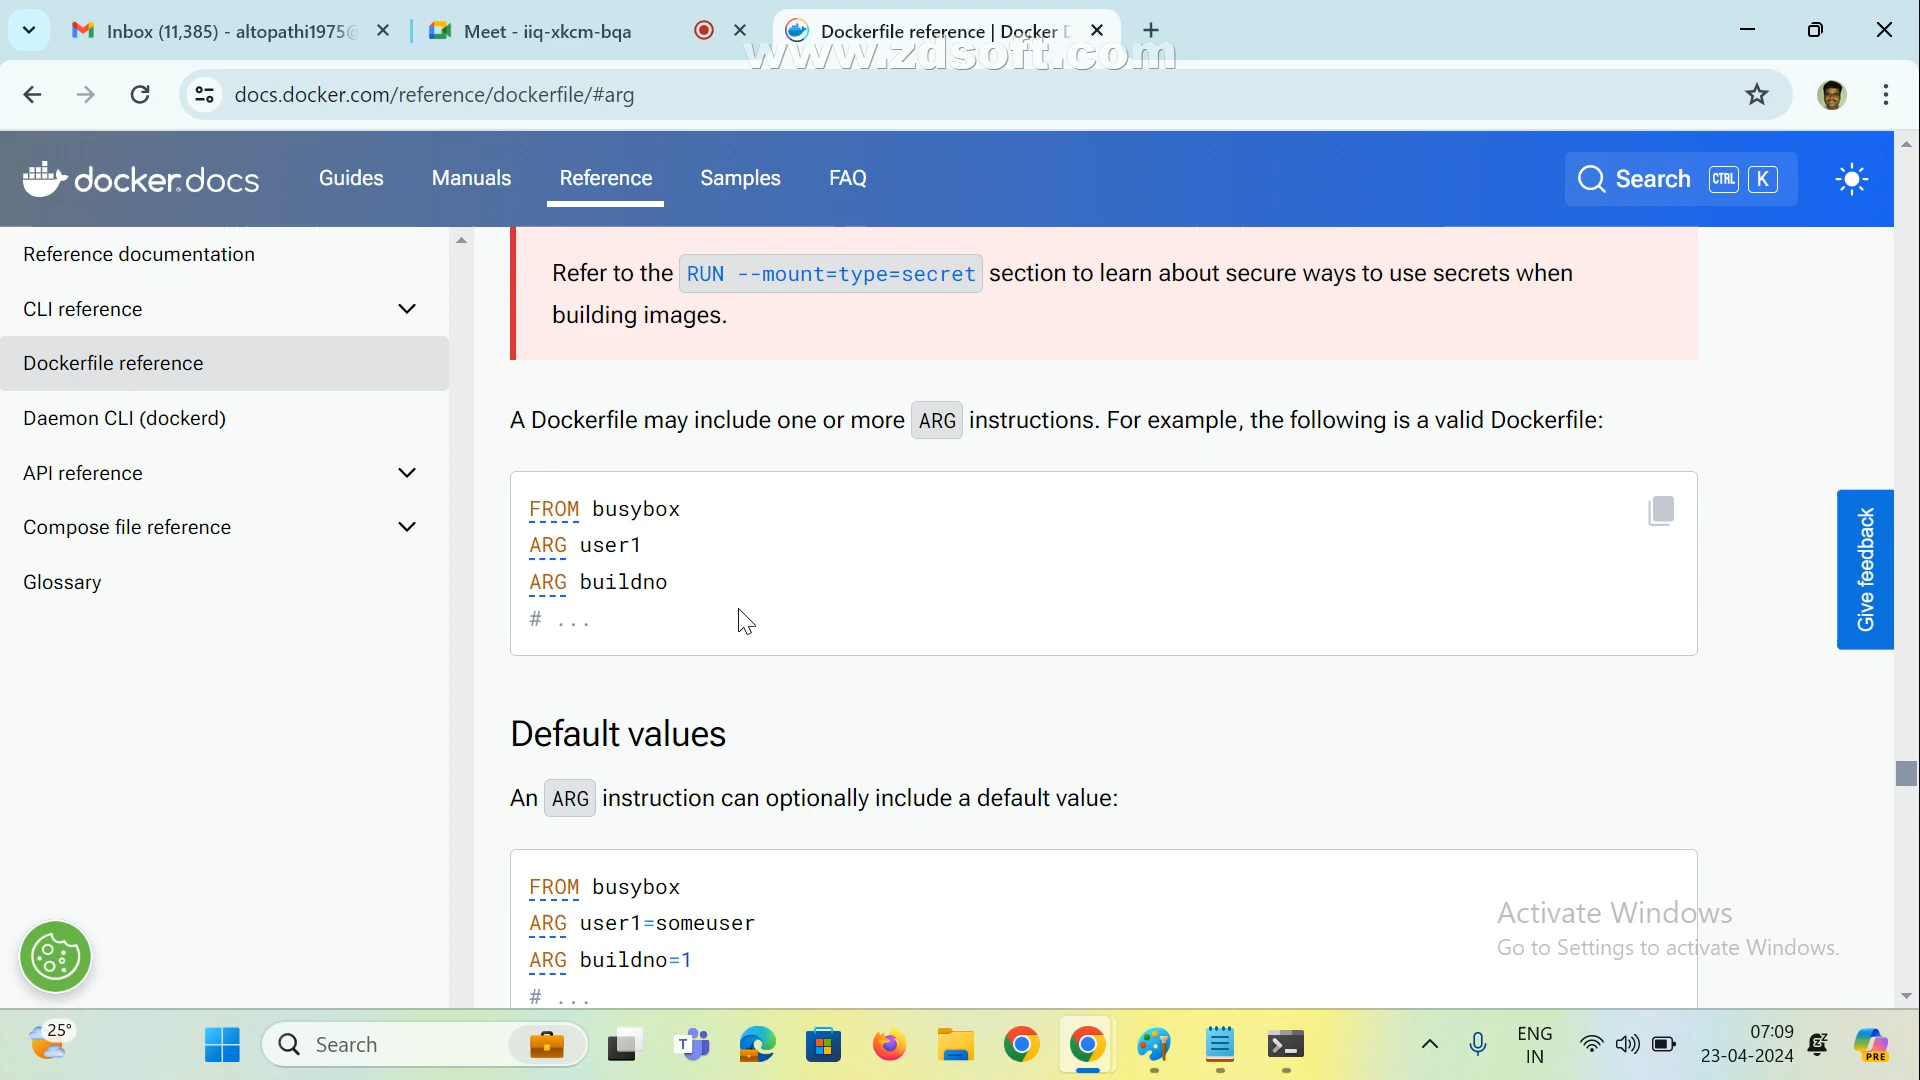 Inbox (11,385) - altopathi1975@
Meet - iiq-xkcm-bqa
Dockerfile reference | Docker D
www.zdsoft.com
docs.docker.com/reference/dockerfile/#arg
docker.docs
Guides
Manuals
Reference
Samples
FAQ
Search
CTRL
K
Reference documentation
CLI reference
Dockerfile reference
Daemon CLI (dockerd)
API reference
Compose file reference
Glossary
Refer to the RUN --mount=type=secret section to learn about secure ways to use secrets when
building images.
A Dockerfile may include one or more ARG instructions. For example, the following is a valid Dockerfile:
FROM busybox
ARG user1
ARG buildno
# ...
Default values
An ARG instruction can optionally include a default value:
FROM busybox
ARG user1=someuser
ARG buildno=1
# ...
Give feedback
Activate Windows
Go to Settings to activate Windows.
25°
Search
ENG
IN
07:09
23-04-2024
PRE